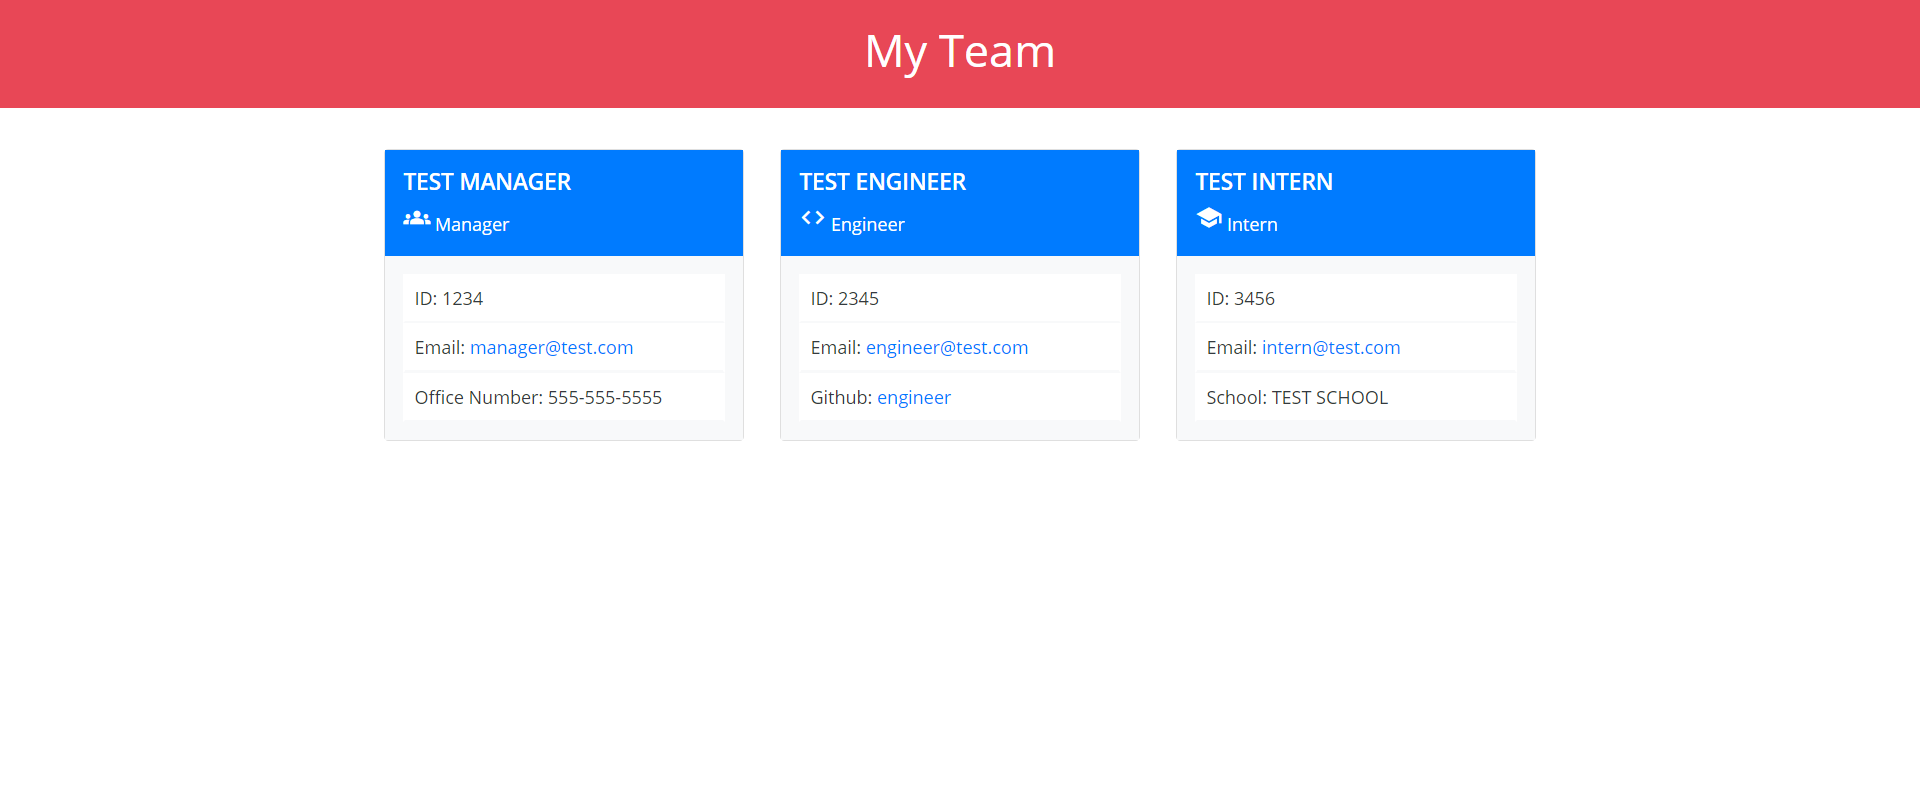 My Team
TEST MANAGER
Manager
ID: 1234
Email: manager@test.com
Office Number: 555-555-5555
TEST ENGINEER
Engineer
ID: 2345
Email: engineer@test.com
Github: engineer
TEST INTERN
Intern
ID: 3456
Email: intern@test.com
School: TEST SCHOOL